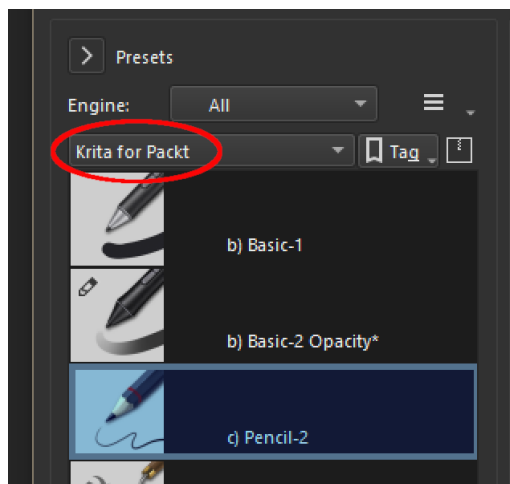 Presets
Engine: All
Krita for Packt Tag
b) Basic-1
b) Basic-2 Opacity*
c) Pencil-2